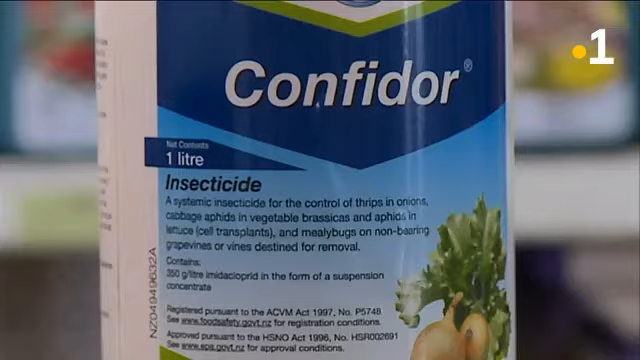 1
Confidor®
Net Contents
1 litre
Insecticide
A systemic insecticide for the control of thrips in onions,
cabbage aphids in vegetable brassicas and aphids in
lettuce (cell transplants), and mealybugs on non-bearing
grapevines or vines destined for removal.
Contains:
350 g/litre imidacloprid in the form of a suspension
concentrate
Registered pursuant to the ACVM Act 1997, No. P5748
See www.foodsafety.govt.nz for registration conditions.
Approved pursuant to the HSNO Act 1996, No. HSR002691
See www.epa.govt.nz for approval conditions.
NZ04949632A